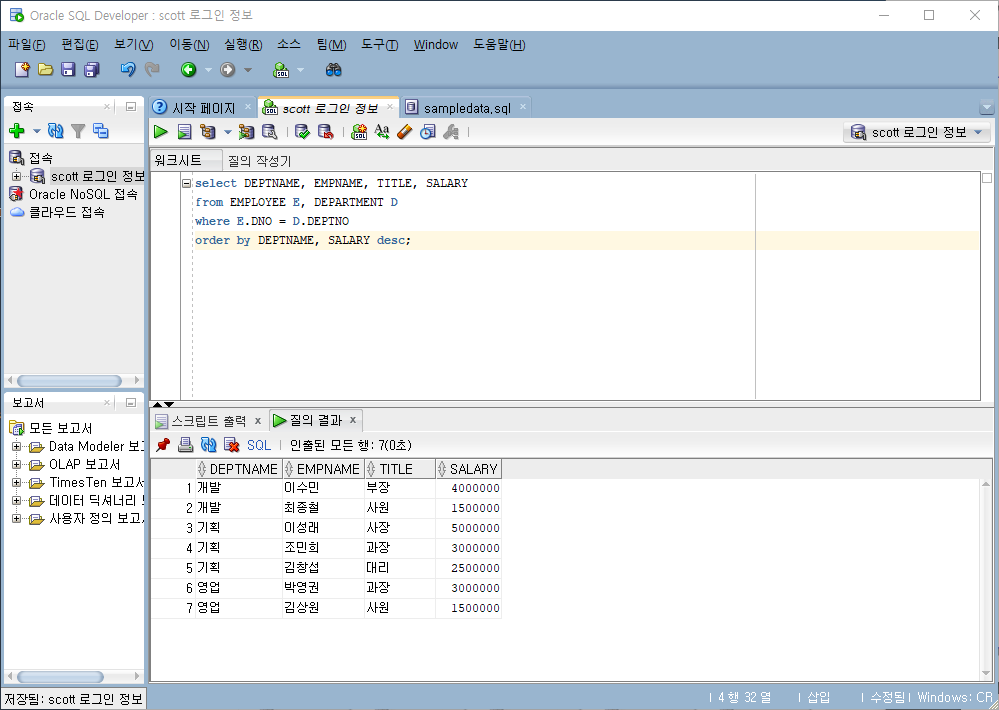 Oracle SQL Developer : scott 로그인 정보
파일(F) 편집(E) 보기(V) 이동(N) 실행(R) 소스 팀(M) 도구(T) Window 도움말(H)
접속
시작 페이지 scott 로그인 정보 sampledata.sql
scott 로그인 정보
접속
scott 로그인 정보
Oracle NoSQL 접속
클라우드 접속
워크시트 질의 작성기
select DEPTNAME, EMPNAME, TITLE, SALARY
from EMPLOYEE E, DEPARTMENT D
where E.DNO = D.DEPTNO
order by DEPTNAME, SALARY desc;
보고서
모든 보고서
Data Modeler 보고
OLAP 보고서
TimesTen 보고서
데이터 딕셔너리
사용자 정의 보고서
스크립트 출력 x 질의 결과 x
SQL | 인출된 모든 행: 7(0초)
DEPTNAME EMPNAME TITLE SALARY
1 개발 이수민 부장 4000000
2 개발 최종철 사원 1500000
3 기획 이성래 사장 5000000
4 기획 조민희 과장 3000000
5 기획 김창섭 대리 2500000
6 영업 박영권 과장 3000000
7 영업 김상원 사원 1500000
저장됨: scott 로그인 정보
4 행 32 열 | 삽입 | 수정됨 | Windows: CR